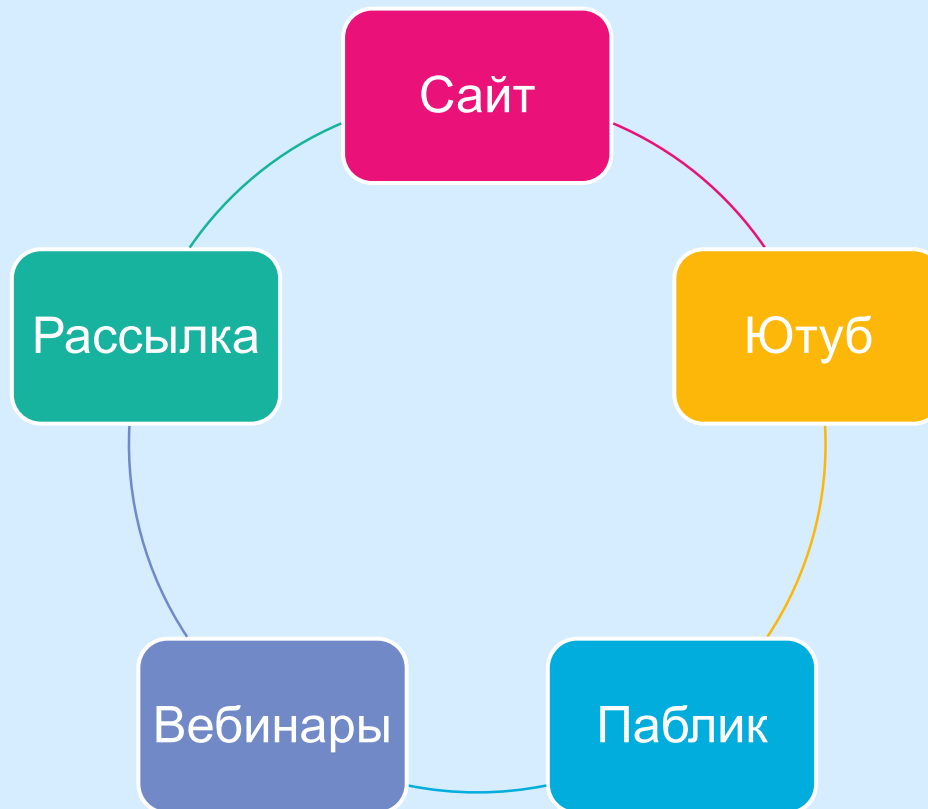 Сайт
Ютуб
Паблик
Вебинары
Рассылка